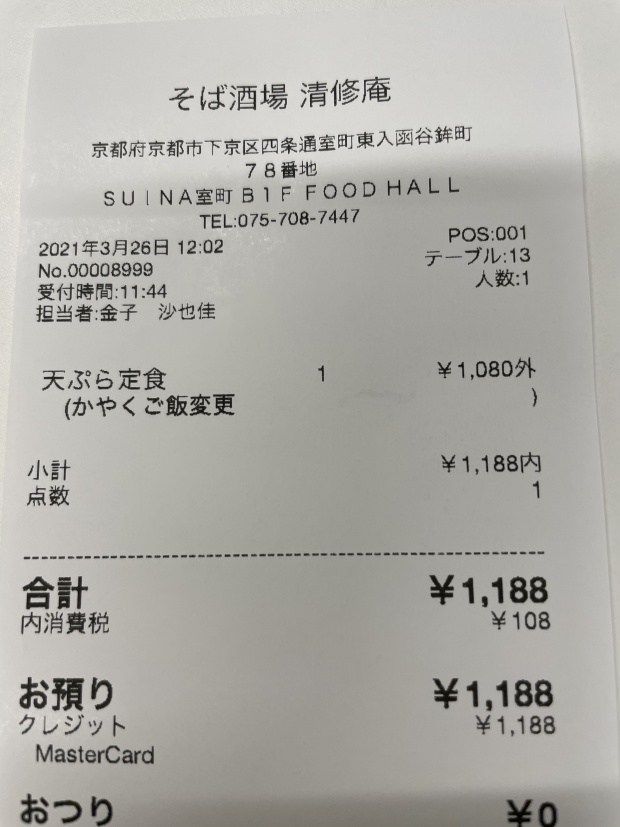 そば酒場 清修庵
京都府京都市下京区四条通室町東入函谷鉾町
７８番地
ＳＵＩＮＡ室町 Ｂ１Ｆ ＦＯＯＤ ＨＡＬＬ
TEL:075-708-7447
2021年3月26日 12:02 POS:001
No.00008999 テーブル:13
受付時間:11:44 人数:1
担当者:金子　沙也佳
天ぷら定食 1 ¥1,080外
(かやくご飯変更 )
小計 ¥1,188内
点数 1
合計 ¥1,188
内消費税 ¥108
お預り ¥1,188
クレジット ¥1,188
MasterCard
おつり ¥0